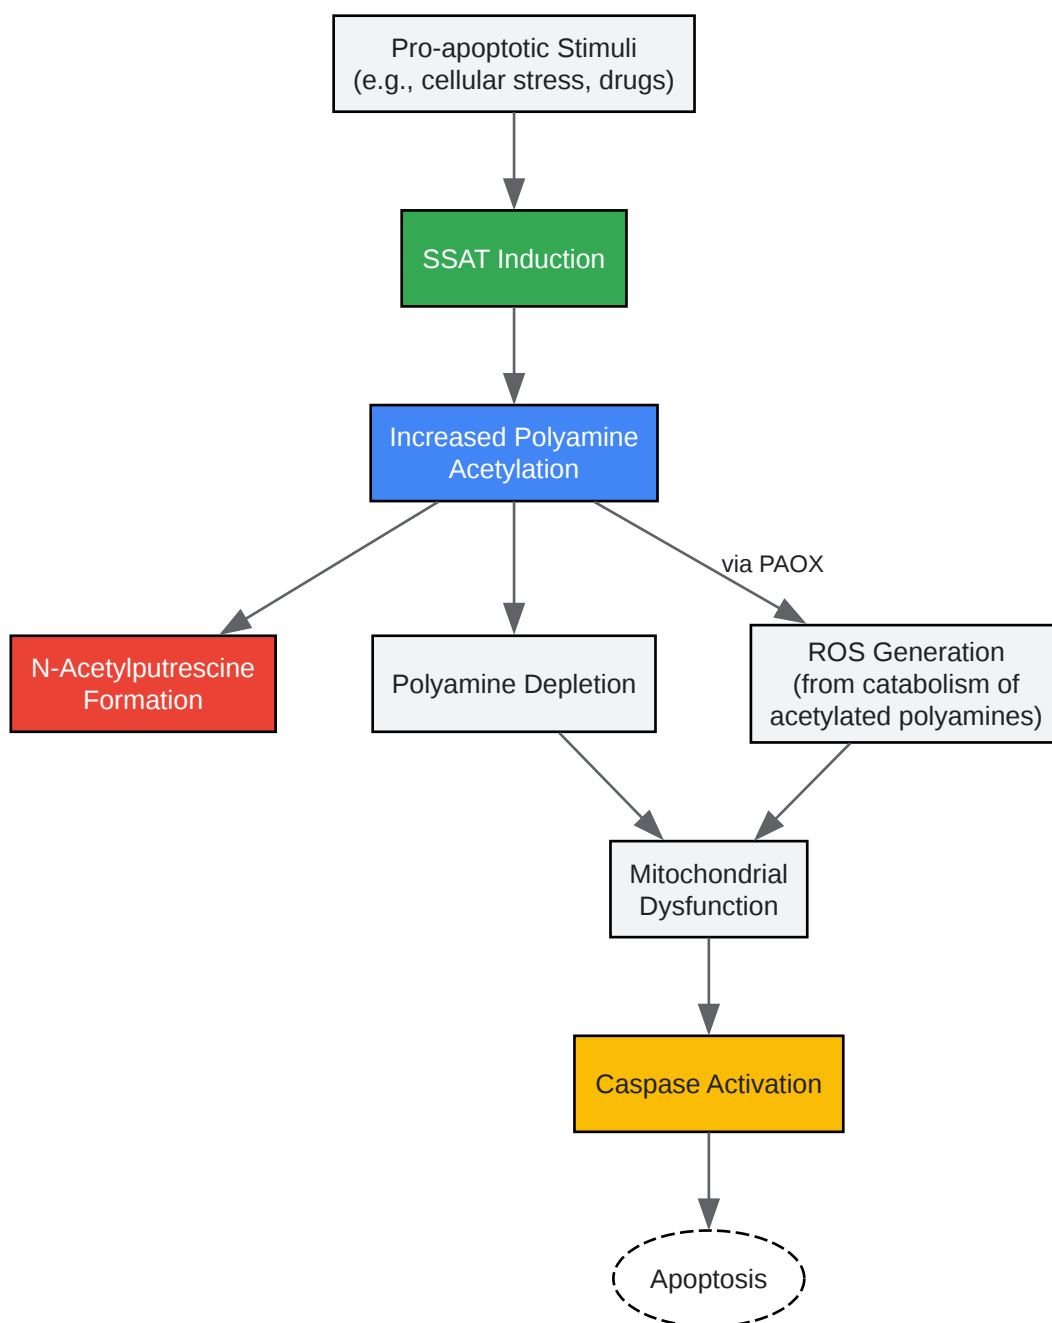 Pro-apoptotic Stimuli
(e.g., cellular stress, drugs)
SSAT Induction
Increased Polyamine
Acetylation
via PAOX
N-Acetylputrescine
Formation
Polyamine Depletion
ROS Generation
(from catabolism of
acetylated polyamines)
Mitochondrial
Dysfunction
Caspase Activation
Apoptosis